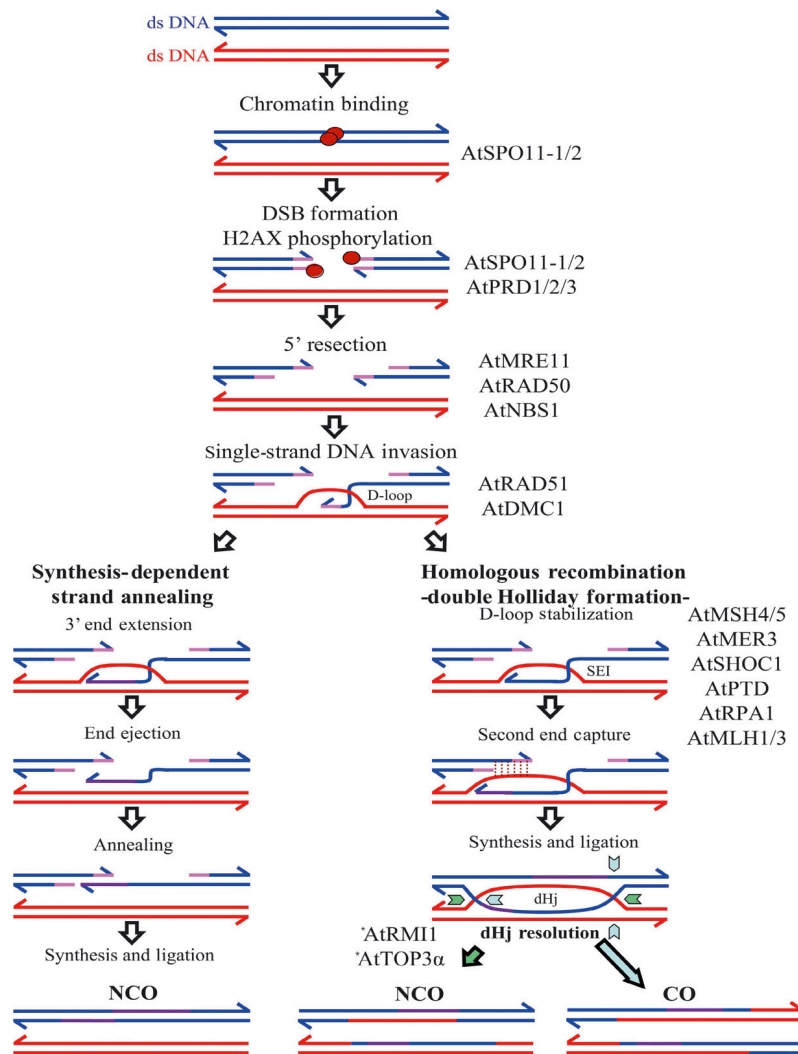 ds DNA
ds DNA
Chromatin binding
AtSPO11-1/2
DSB formation
H2AX phosphorylation
AtSPO11-1/2
AtPRD1/2/3
5’ resection
AtMRE11
AtRAD50
AtNBS1
Single-strand DNA invasion
D-loop
AtRAD51
AtDMC1
Synthesis-dependent
strand annealing
3’ end extension
End ejection
Annealing
Synthesis and ligation
NCO
Homologous recombination
-double Holliday formation-
D-loop stabilization
SEI
AtMSH4/5
AtMER3
AtSHOC1
AtPTD
AtRPA1
AtMLH1/3
Second end capture
Synthesis and ligation
dHj
dHj resolution
*AtRMI1
*AtTOP3α
NCO
CO